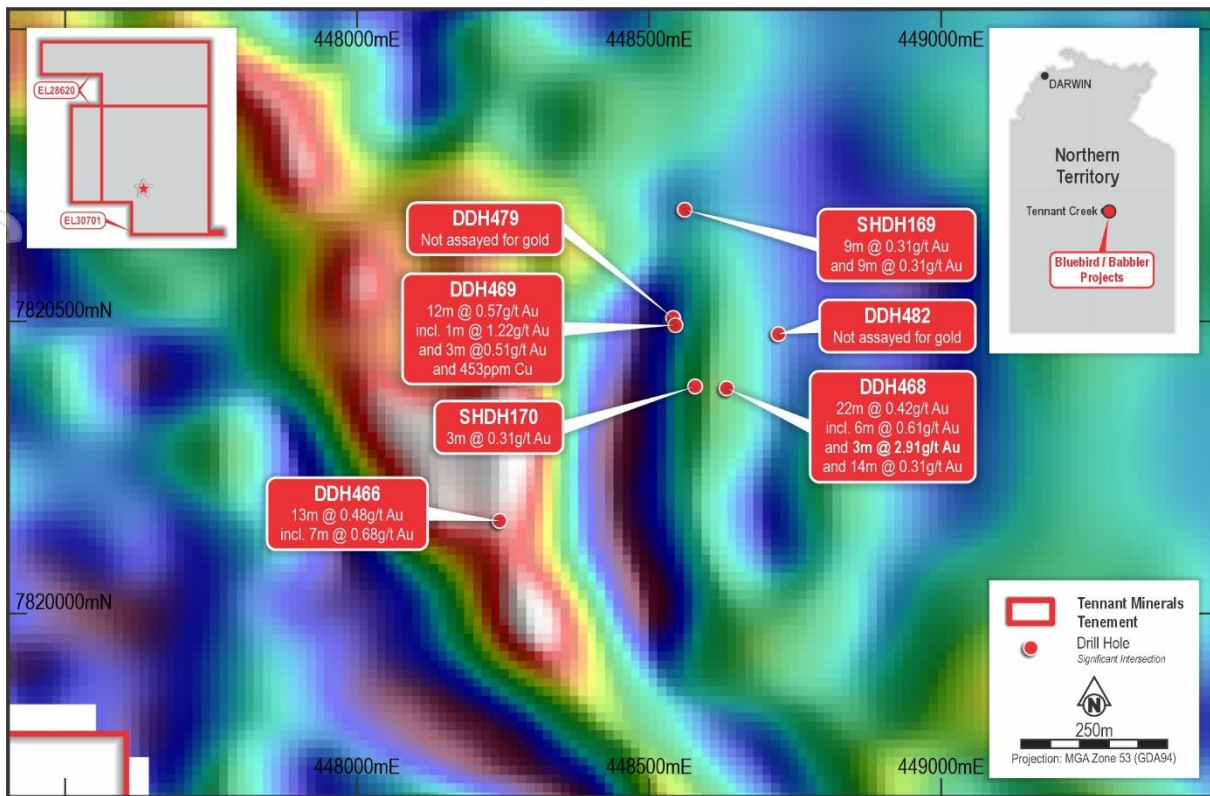 448000mE
448500mE
449000mE
EL28620
EL30701
DARWIN
Northern
Territory
Tennant Creek
Bluebird / Babbler
Projects
DDH479
Not assayed for gold
SHDH169
9m @ 0.31g/t Au
and 9m @ 0.31g/t Au
7820500mN
DDH469
12m @ 0.57g/t Au
incl. 1m @ 1.22g/t Au
and 3m @0.51g/t Au
and 453ppm Cu
DDH482
Not assayed for gold
SHDH170
3m @ 0.31g/t Au
DDH468
22m @ 0.42g/t Au
incl. 6m @ 0.61g/t Au
and 3m @ 2.91g/t Au
and 14m @ 0.31g/t Au
DDH466
13m @ 0.48g/t Au
incl. 7m @ 0.68g/t Au
7820000mN
Tennant Minerals
Tenement
Drill Hole
Significant Intersection
N
250m
Projection: MGA Zone 53 (GDA94)
448000mE
448500mE
449000mE